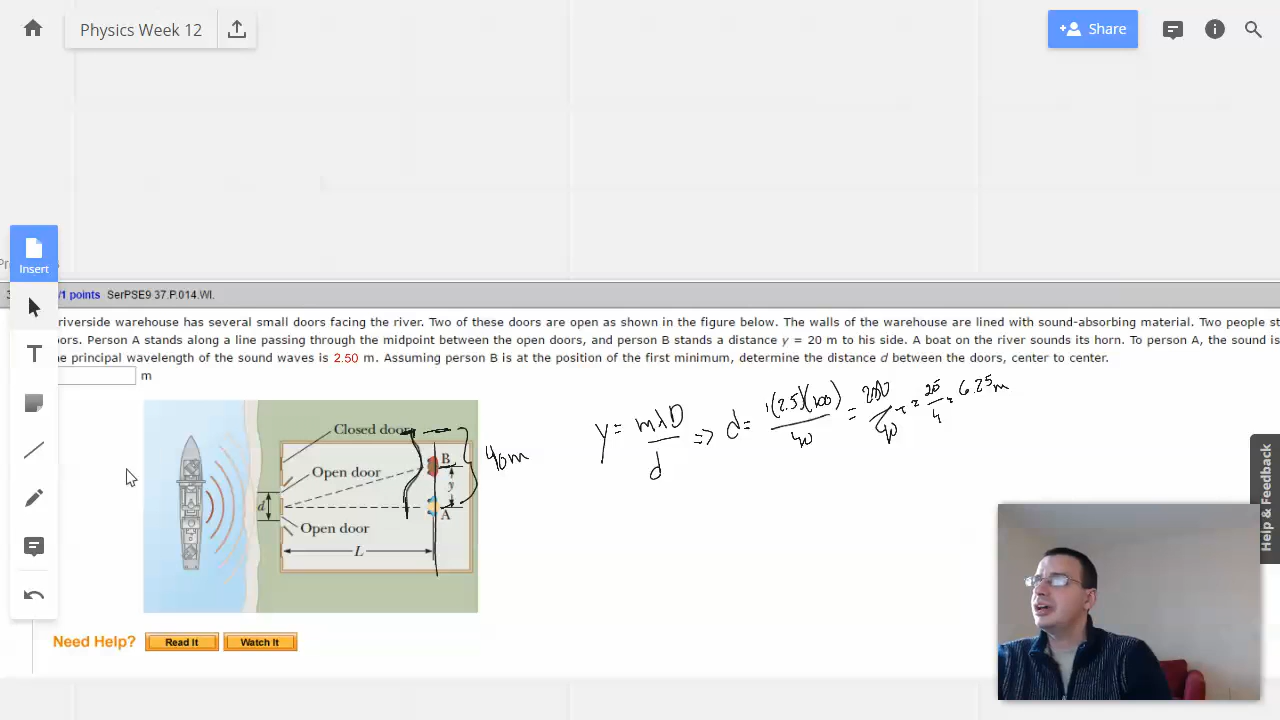 Physics Week 12
Share
Insert
/1 points SerPSE9 37.P.014.WI.
riverside warehouse has several small doors facing the river. Two of these doors are open as shown in the figure below. The walls of the warehouse are lined with sound-absorbing material. Two people st
ors. Person A stands along a line passing through the midpoint between the open doors, and person B stands a distance y = 20 m to his side. A boat on the river sounds its horn. To person A, the sound is
e principal wavelength of the sound waves is 2.50 m. Assuming person B is at the position of the first minimum, determine the distance d between the doors, center to center.
m
Closed door
B
Open door
y
d
A
Open door
L
40m
y = mλD/d => d = 1(2.5)(100)/40 = = 25/4 = 6.25m
Need Help? Read It Watch It
Help & Feedback